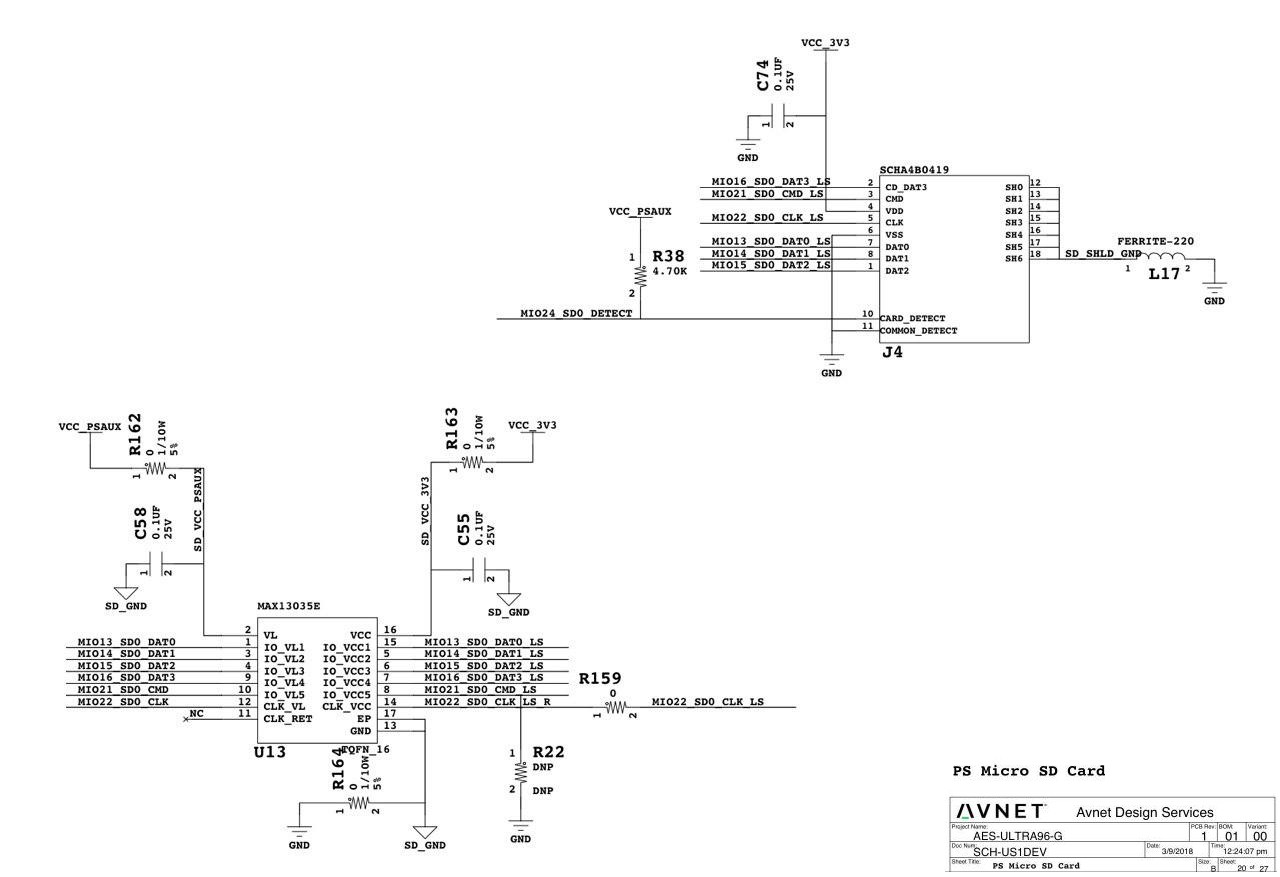 VCC_3V3
C74
0.1UF
25V
1
2
GND
SCHA4B0419
MIO16_SD0_DAT3_LS 2 CD_DAT3 SH0 12
MIO21_SD0_CMD_LS 3 CMD SH1 13
4 VDD SH2 14
MIO22_SD0_CLK_LS 5 CLK SH3 15
6 VSS SH4 16
MIO13_SD0_DAT0_LS 7 DAT0 SH5 17
MIO14_SD0_DAT1_LS 8 DAT1 SH6 18
MIO15_SD0_DAT2_LS 1 DAT2
VCC_PSAUX
1
R38
4.70K
2
MIO24_SD0_DETECT 10 CARD_DETECT
11 COMMON_DETECT
J4
GND
FERRITE-220
SD_SHLD_GND
1 L17 2
GND
VCC_PSAUX
R162
0
1/10W
5%
1
2
SD_VCC_PSAUX
C58
0.1UF
25V
1
2
SD_GND
R163
0
1/10W
5%
1
2
VCC_3V3
SD_VCC_3V3
C55
0.1UF
25V
1
2
SD_GND
MAX13035E
2 VL VCC 16
MIO13_SD0_DAT0 1 IO_VL1 IO_VCC1 15 MIO13_SD0_DAT0_LS
MIO14_SD0_DAT1 3 IO_VL2 IO_VCC2 5 MIO14_SD0_DAT1_LS
MIO15_SD0_DAT2 4 IO_VL3 IO_VCC3 6 MIO15_SD0_DAT2_LS
MIO16_SD0_DAT3 9 IO_VL4 IO_VCC4 7 MIO16_SD0_DAT3_LS
MIO21_SD0_CMD 10 IO_VL5 IO_VCC5 8 MIO21_SD0_CMD_LS
MIO22_SD0_CLK 12 CLK_VL CLK_VCC 14 MIO22_SD0_CLK_LS_R
NC 11 CLK_RET EP 17
GND 13
U13
TQFN_16
R159
0
1
2
MIO22_SD0_CLK_LS
R164
0
1/10W
5%
1
2
GND
SD_GND
1
R22
DNP
2
DNP
GND
PS Micro SD Card
AVNET Avnet Design Services
Project Name: AES-ULTRA96-G PCB Rev: 1 BOM: 01 Variant: 00
Doc Num: SCH-US1DEV Date: 3/9/2018 Time: 12:24:07 pm
Sheet Title: PS Micro SD Card Size: B Sheet: 20 of 27